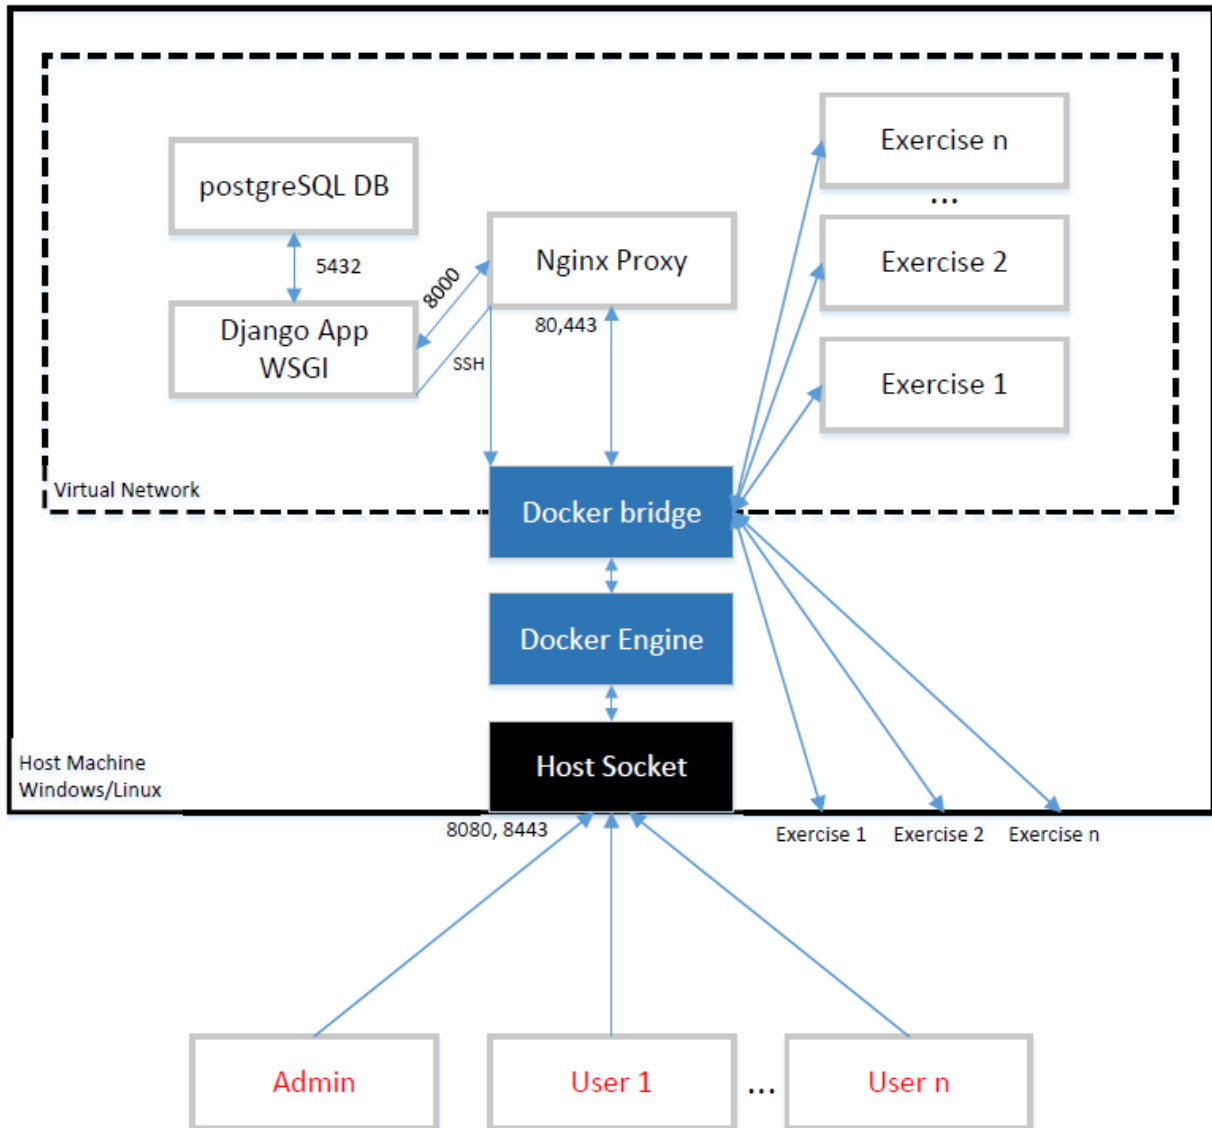 Exercise n
...
postgreSQL DB
Exercise 2
Nginx Proxy
5432
8000
Django App
WSGI
80,443
SSH
Exercise 1
Virtual Network
Docker bridge
Docker Engine
Host Socket
Host Machine
Windows/Linux
8080, 8443
Exercise 1
Exercise 2
Exercise n
Admin
User 1
...
User n